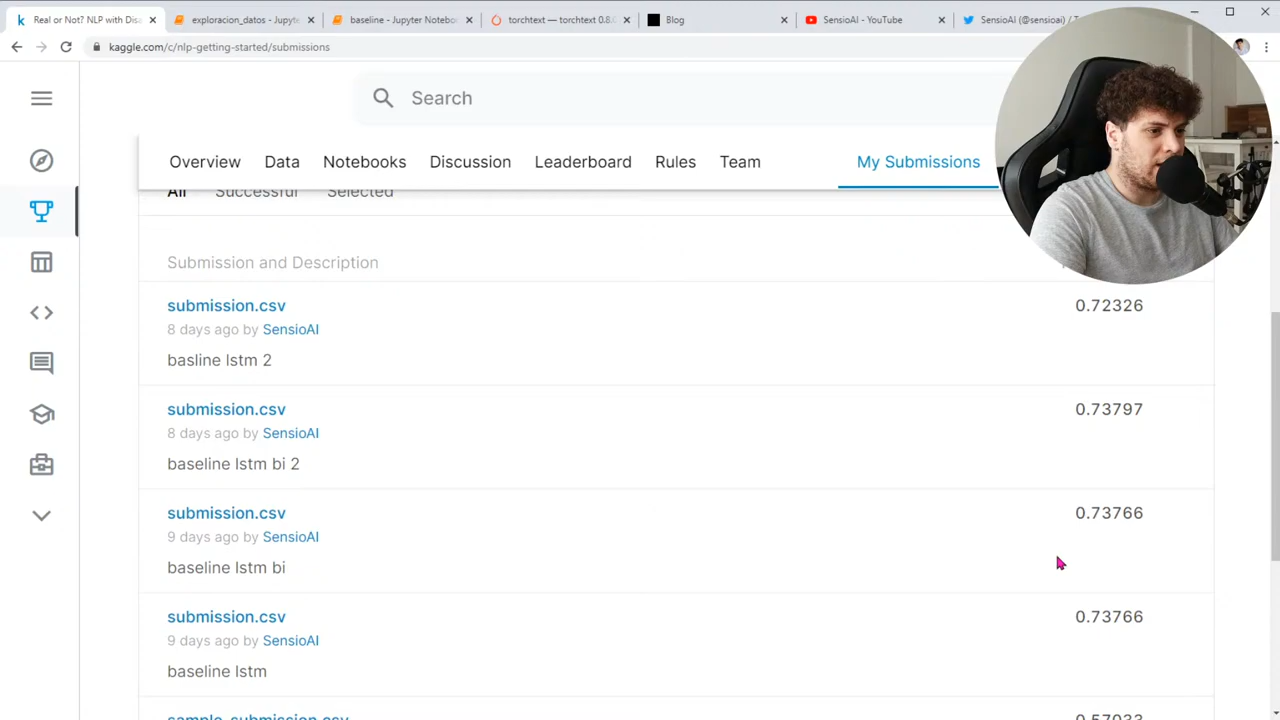 Real or Not? NLP with Disa
exploracion_datos - Jupyte
baseline - Jupyter Notebo
torchtext — torchtext 0.8.
Blog
SensioAI - YouTube
SensioAI (@sensioai) / T
kaggle.com/c/nlp-getting-started/submissions
Search
Overview Data Notebooks Discussion Leaderboard Rules Team My Submissions
All Successful Selected
Submission and Description
submission.csv 0.72326
8 days ago by SensioAI
basline lstm 2
submission.csv 0.73797
8 days ago by SensioAI
baseline lstm bi 2
submission.csv 0.73766
9 days ago by SensioAI
baseline lstm bi
submission.csv 0.73766
9 days ago by SensioAI
baseline lstm
sample_submission.csv 0.57033